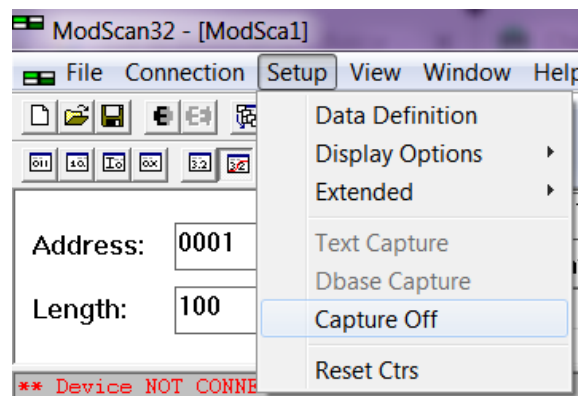 ModScan32 - [ModSca1]
File Connection Setup View Window Help
Data Definition
Display Options
Extended
Address: 0001
Text Capture
Dbase Capture
Length: 100
Capture Off
Reset Ctrs
** Device NOT